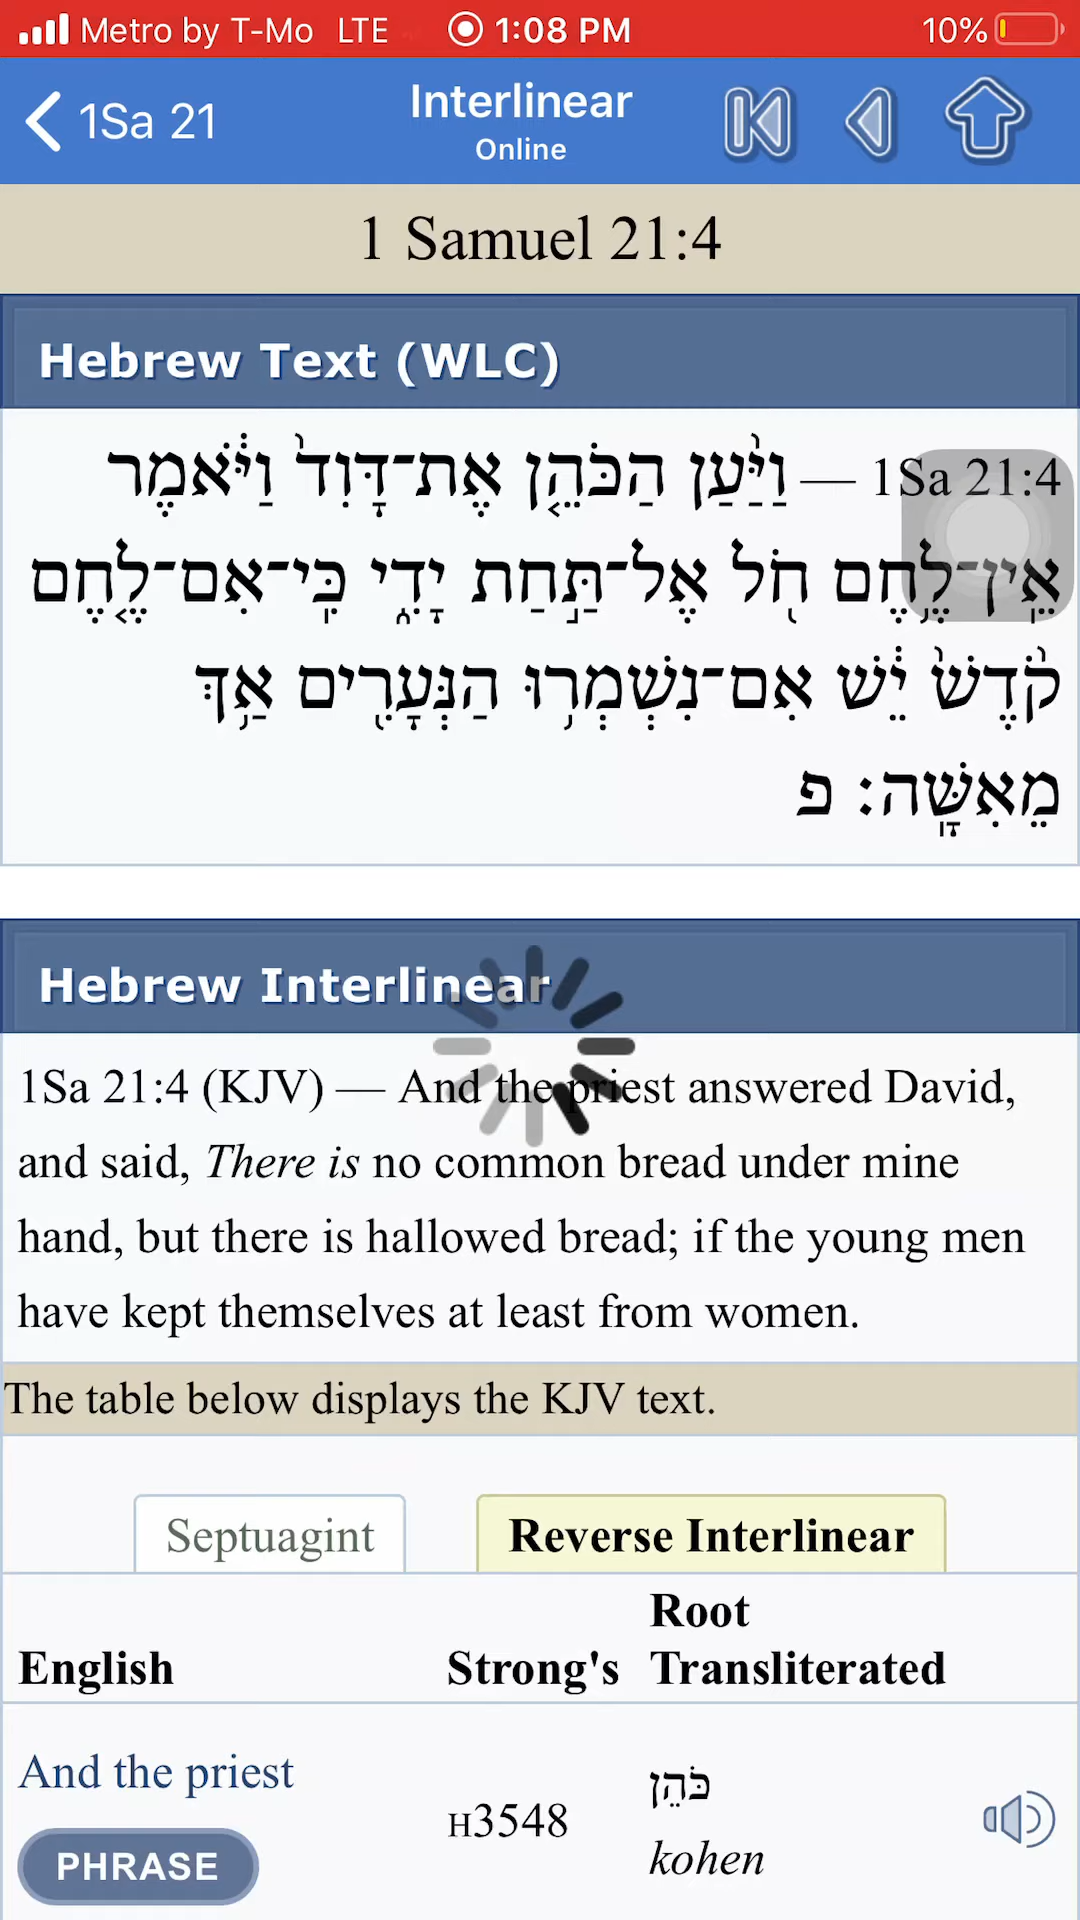 Metro by T-Mo LTE 1:08 PM 10%
1Sa 21 Interlinear
Online
1 Samuel 21:4
Hebrew Text (WLC)
1Sa 21:4 — וַיַּ֨עַן הַכֹּהֵ֤ן אֶת־דָּוִד֙ וַיֹּ֔אמֶר
אֵֽין־לֶ֥חֶם חֹ֖ל אֶל־תַּ֣חַת יָדִ֑י כִּֽי־אִם־לֶ֤חֶם
קֹ֙דֶשׁ֙ יֵ֔שׁ אִם־נִשְׁמְר֥וּ הַנְּעָרִ֖ים אַ֥ךְ
מֵאִשָּֽׁה׃ פ
Hebrew Interlinear
1Sa 21:4 (KJV) — And the priest answered David,
and said, There is no common bread under mine
hand, but there is hallowed bread; if the young men
have kept themselves at least from women.
The table below displays the KJV text.
Septuagint Reverse Interlinear
English Strong's Root Transliterated
And the priest
PHRASE
H3548
כֹּהֵן
kohen